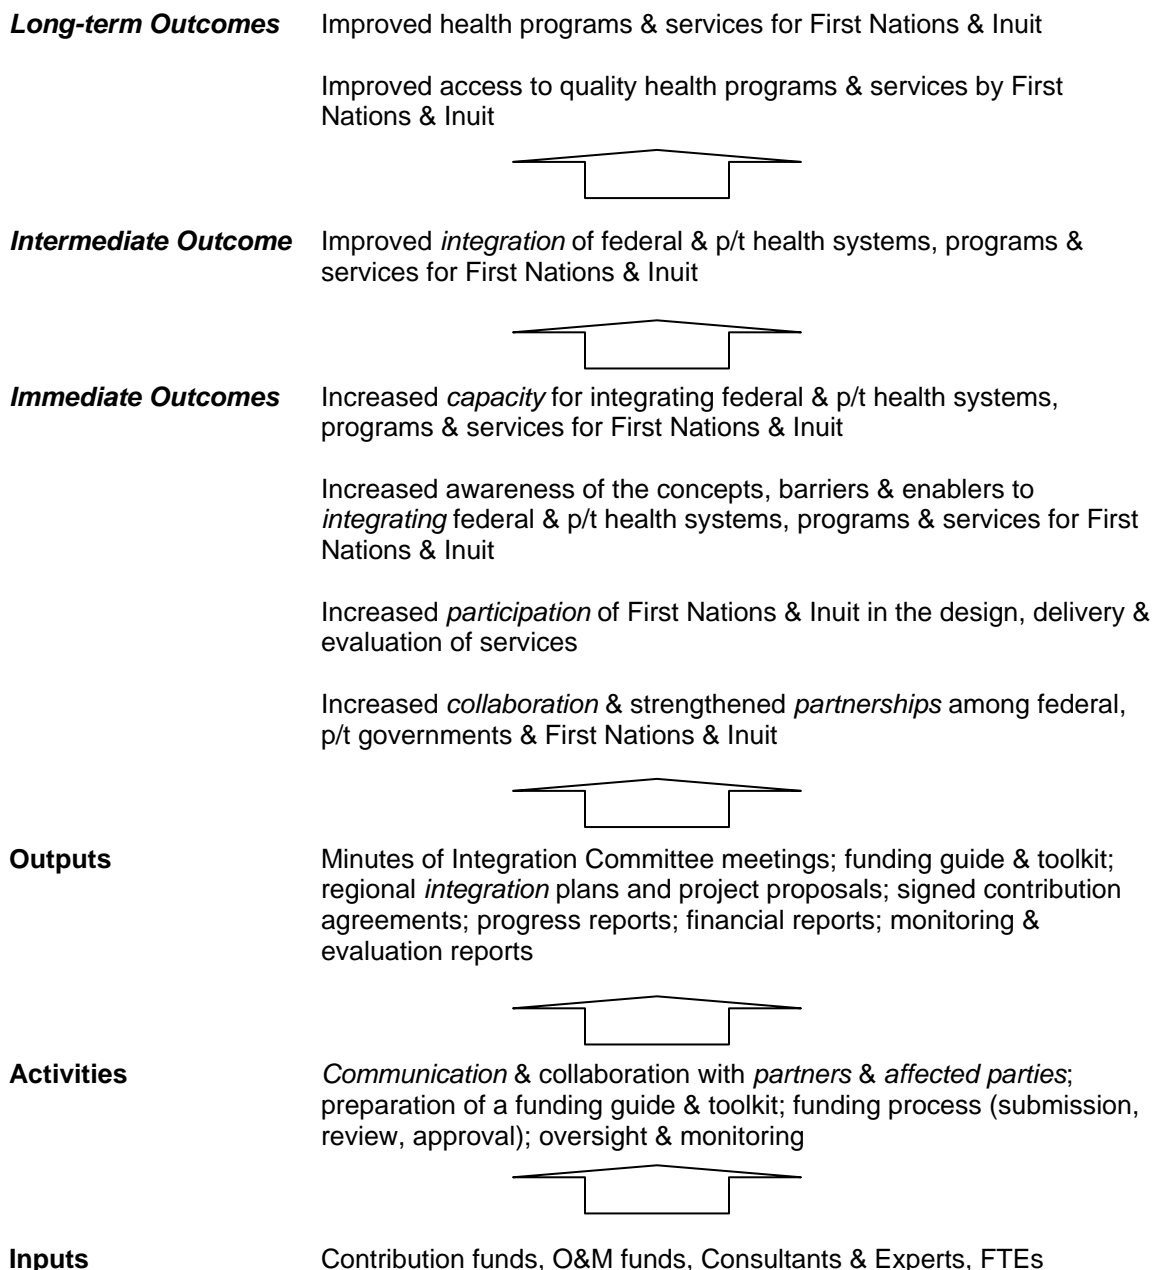 Long-term Outcomes Improved health programs & services for First Nations & Inuit
Improved access to quality health programs & services by First
Nations & Inuit
Intermediate Outcome Improved integration of federal & p/t health systems, programs &
services for First Nations & Inuit
Immediate Outcomes Increased capacity for integrating federal & p/t health systems,
programs & services for First Nations & Inuit
Increased awareness of the concepts, barriers & enablers to
integrating federal & p/t health systems, programs & services for First
Nations & Inuit
Increased participation of First Nations & Inuit in the design, delivery &
evaluation of services
Increased collaboration & strengthened partnerships among federal,
p/t governments & First Nations & Inuit
Outputs Minutes of Integration Committee meetings; funding guide & toolkit;
regional integration plans and project proposals; signed contribution
agreements; progress reports; financial reports; monitoring &
evaluation reports
Activities Communication & collaboration with partners & affected parties;
preparation of a funding guide & toolkit; funding process (submission,
review, approval); oversight & monitoring
Inputs Contribution funds, O&M funds, Consultants & Experts, FTEs